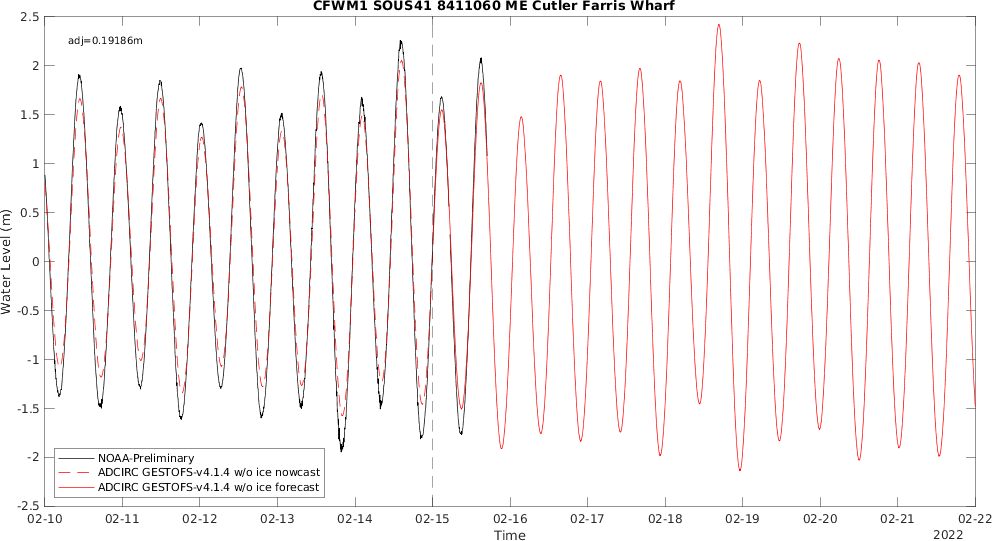 CFWM1 SOUS41 8411060 ME Cutler Farris Wharf
adj=0.19186m
2.5
2
1.5
1
0.5
0
-0.5
-1
-1.5
-2
-2.5
Water Level (m)
NOAA-Preliminary
ADCIRC GESTOFS-v4.1.4 w/o ice nowcast
ADCIRC GESTOFS-v4.1.4 w/o ice forecast
02-10 02-11 02-12 02-13 02-14 02-15 02-16 02-17 02-18 02-19 02-20 02-21 02-22
Time
2022